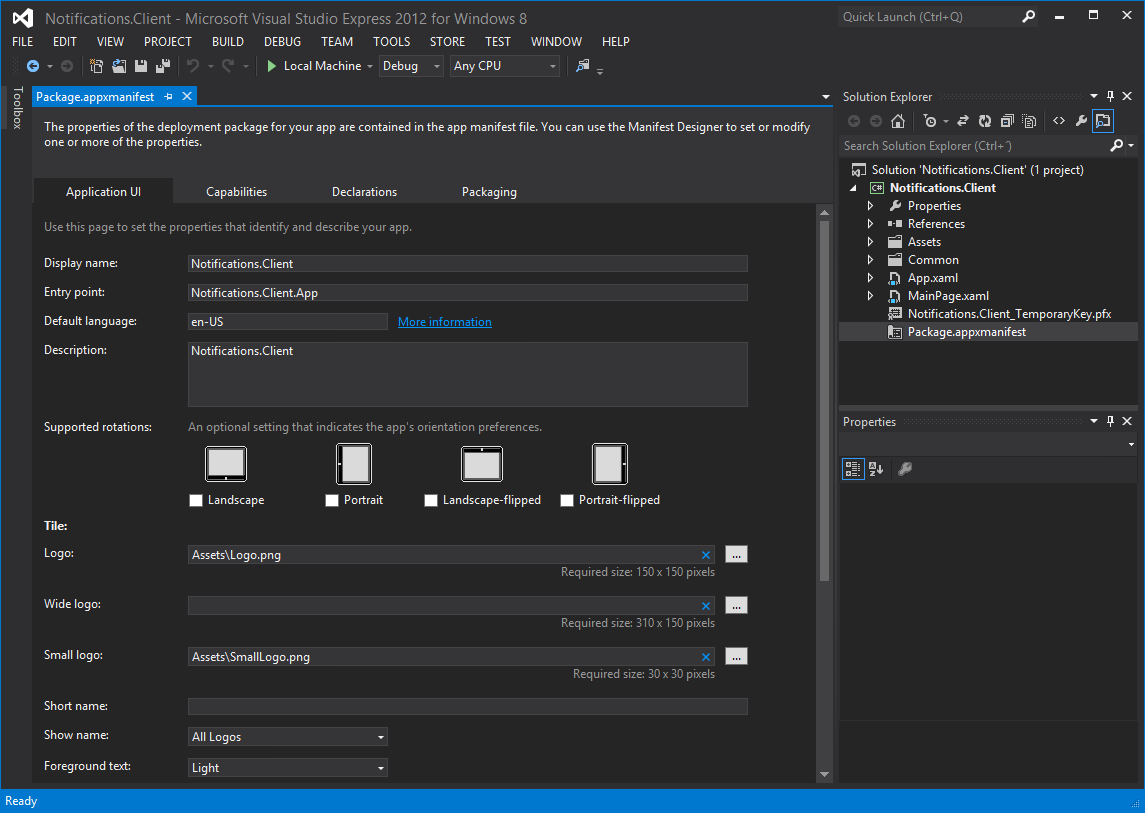 Notifications.Client - Microsoft Visual Studio Express 2012 for Windows 8
Quick Launch (Ctrl+Q)
FILE EDIT VIEW PROJECT BUILD DEBUG TEAM TOOLS STORE TEST WINDOW HELP
Local Machine Debug Any CPU
Toolbox
Package.appxmanifest
The properties of the deployment package for your app are contained in the app manifest file. You can use the Manifest Designer to set or modify
one or more of the properties.
Application UI Capabilities Declarations Packaging
Use this page to set the properties that identify and describe your app.
Display name: Notifications.Client
Entry point: Notifications.Client.App
Default language: en-US More information
Description: Notifications.Client
Supported rotations: An optional setting that indicates the app's orientation preferences.
Landscape Portrait Landscape-flipped Portrait-flipped
Tile:
Logo: Assets\Logo.png ...
Required size: 150 x 150 pixels
Wide logo: ...
Required size: 310 x 150 pixels
Small logo: Assets\SmallLogo.png ...
Required size: 30 x 30 pixels
Short name:
Show name: All Logos
Foreground text: Light
Solution Explorer
Search Solution Explorer (Ctrl+´)
Solution 'Notifications.Client' (1 project)
C# Notifications.Client
Properties
References
Assets
Common
App.xaml
MainPage.xaml
Notifications.Client_TemporaryKey.pfx
Package.appxmanifest
Properties
Ready